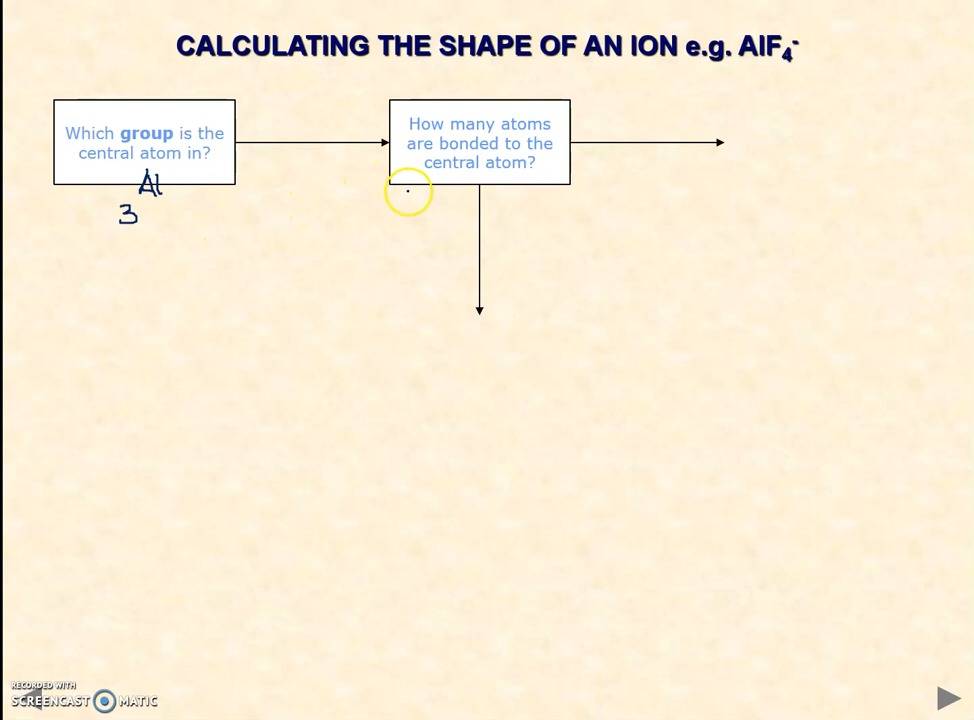 CALCULATING THE SHAPE OF AN ION e.g. AlF₄⁻
Which group is the
central atom in?
Al
3
How many atoms
are bonded to the
central atom?
RECORDED WITH
SCREENCAST MATIC